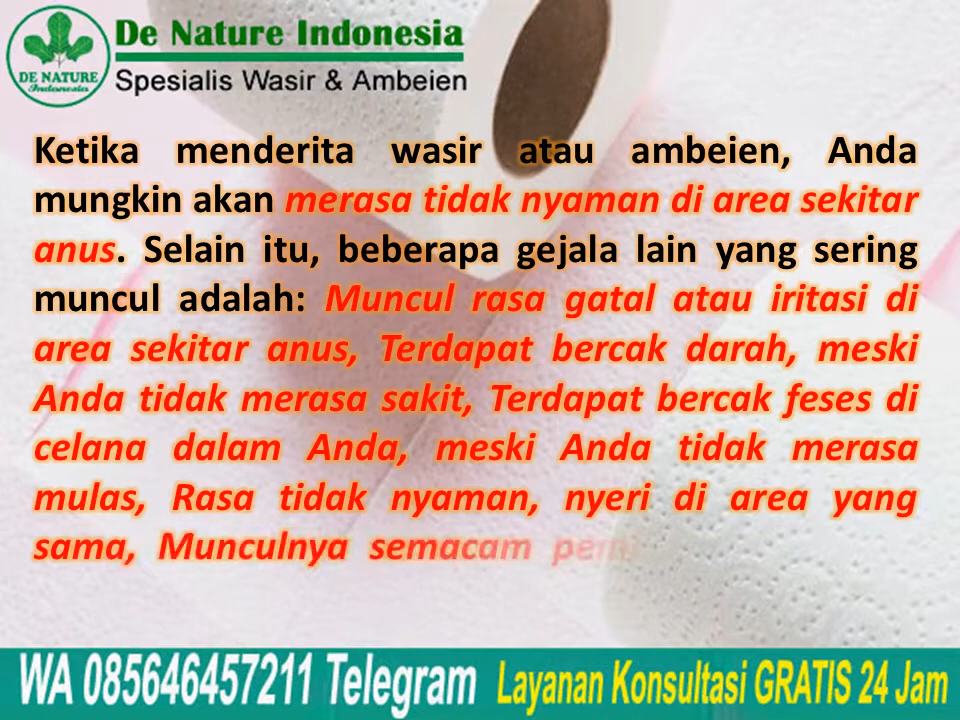 De Nature Indonesia
Spesialis Wasir & Ambeien
DE NATURE
Indonesia
Ketika menderita wasir atau ambeien, Anda
mungkin akan merasa tidak nyaman di area sekitar
anus. Selain itu, beberapa gejala lain yang sering
muncul adalah: Muncul rasa gatal atau iritasi di
area sekitar anus, Terdapat bercak darah, meski
Anda tidak merasa sakit, Terdapat bercak feses di
celana dalam Anda, meski Anda tidak merasa
mulas, Rasa tidak nyaman, nyeri di area yang
sama, Munculnya semacam
WA 085646457211 Telegram Layanan Konsultasi GRATIS 24 Jam